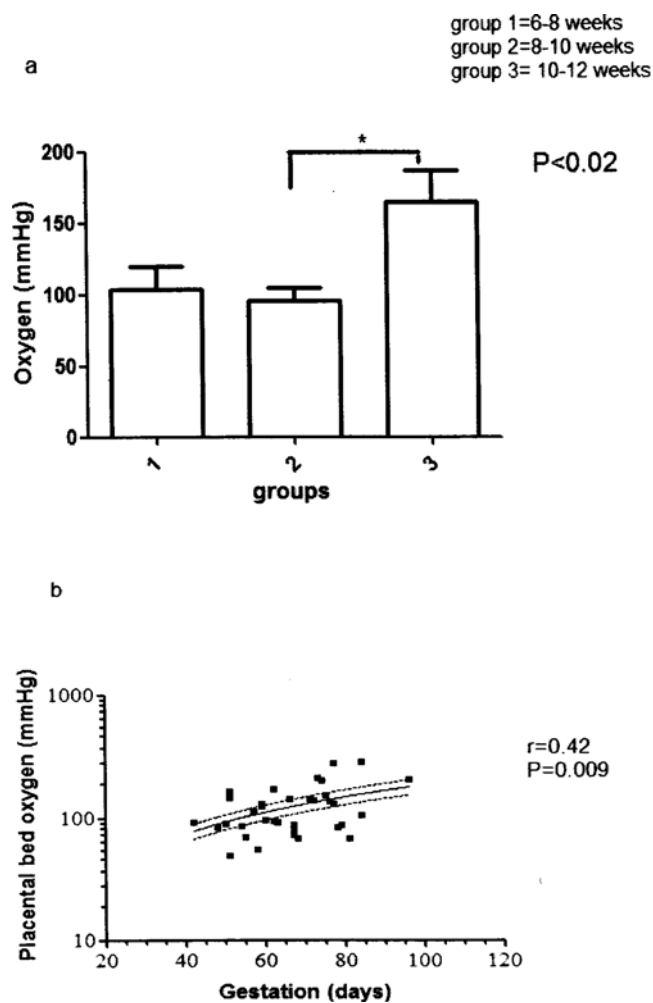 group 1=6-8 weeks
group 2=8-10 weeks
group 3= 10-12 weeks
a
*
P<0.02
200
150
100
50
0
Oxygen (mmHg)
1 2 3
groups
b
1000
100
10
Placental bed oxygen (mmHg)
r=0.42
P=0.009
20 40 60 80 100 120
Gestation (days)